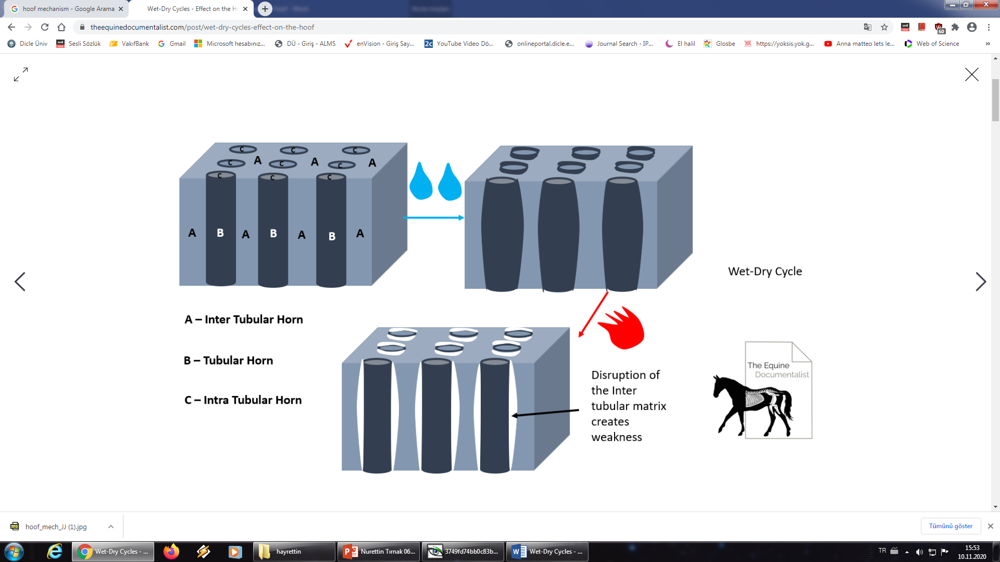 hoof mechanism - Google Arama
Wet-Dry Cycles - Effect on the Ho
theequinedocumentalist.com/post/wet-dry-cycles-effect-on-the-hoof
60
Dicle Üniv
Sesli Sözlük
VakıfBank
Gmail
Microsoft hesabınız...
DÜ - Giriş - ALMS
enVision - Giriş Say...
YouTube Video Dö...
onlineportal.dicle.e...
Journal Search - IP...
El halil
Glosbe
https://yoksis.yok.g...
Anna matteo lets le...
Web of Science
»
C C C
A A A
C C C
C C C
A B A B A B A
Wet-Dry Cycle
A – Inter Tubular Horn
B – Tubular Horn
C – Intra Tubular Horn
Disruption of
the Inter
tubular matrix
creates
weakness
The Equine
Documentalist
hoof_mech_JJ (1).jpg
Tümünü göster
Wet-Dry Cycles - ...
hayrettin
Nurettin Tırnak 06...
3749fd74bb0c83b...
Wet-Dry Cycles - ...
TR
15:53
10.11.2020